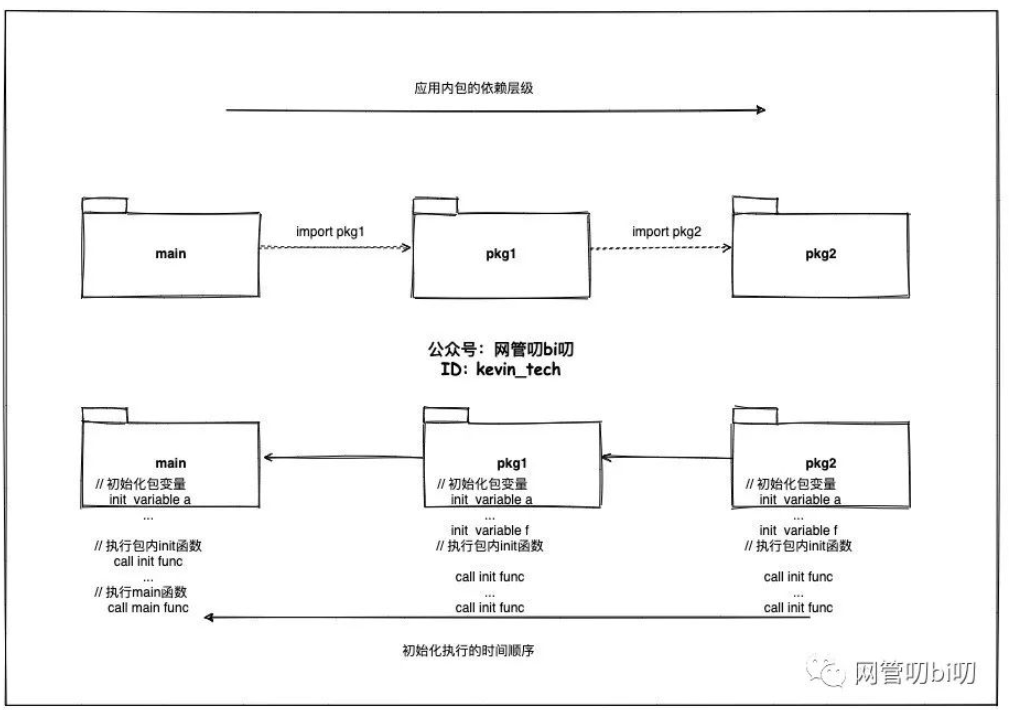 应用内包的依赖层级
import pkg1
import pkg2
main
pkg1
pkg2
公众号：网管叨bi叨
ID: kevin_tech
main
// 初始化包变量
init variable a
...
// 执行包内init函数
call init func
...
// 执行main函数
call main func
pkg1
// 初始化包变量
init variable a
...
init variable f
// 执行包内init函数
call init func
...
call init func
pkg2
// 初始化包变量
init variable a
...
init variable f
// 执行包内init函数
call init func
...
call init func
初始化执行的时间顺序
网管叨bi叨